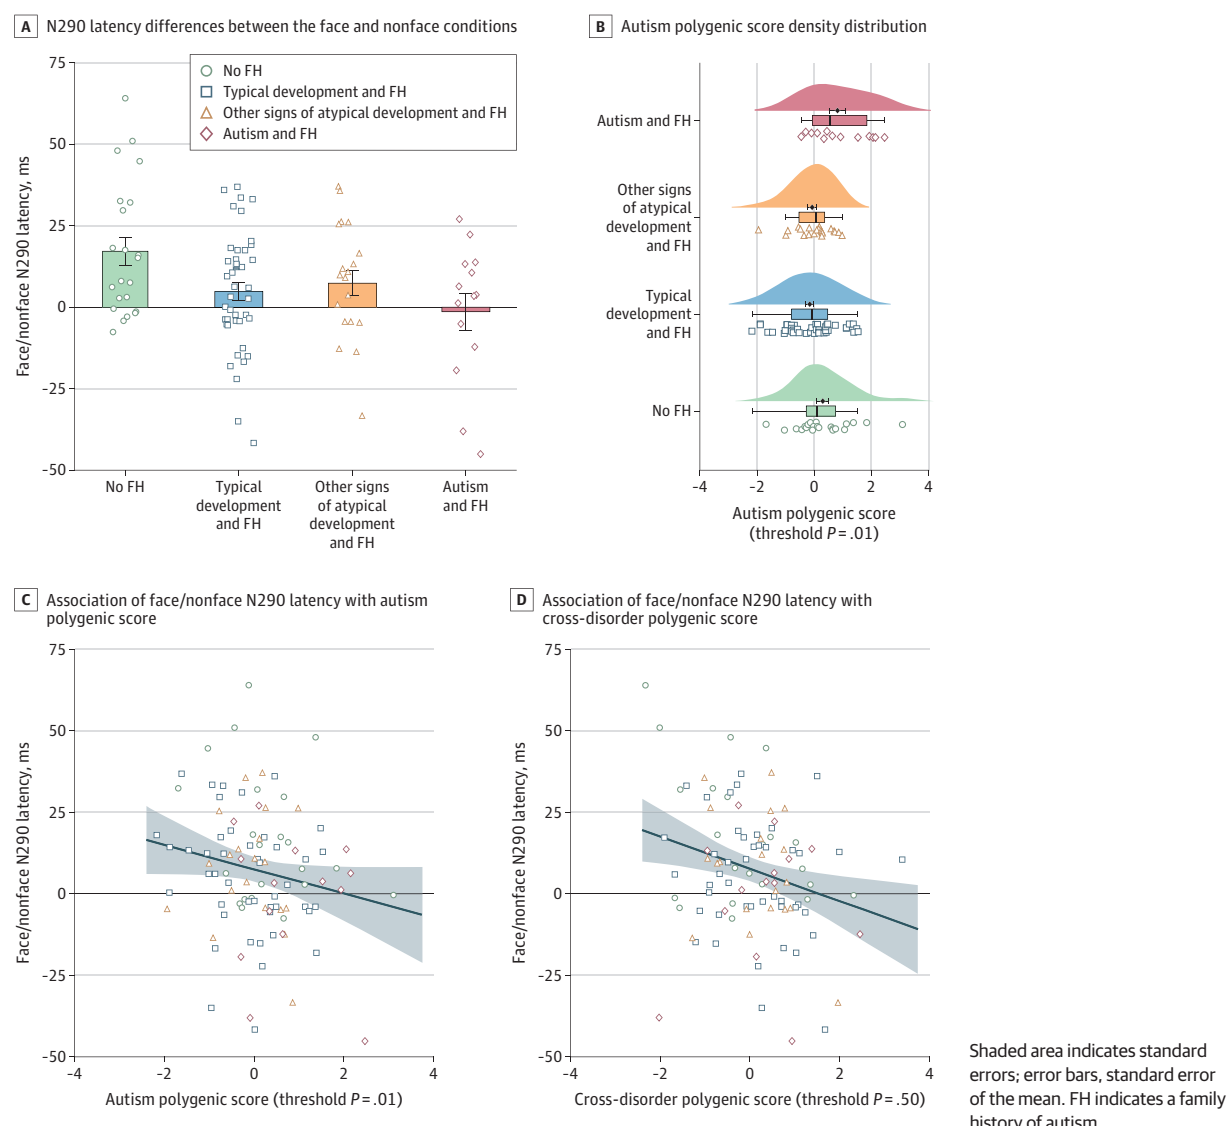 A N290 latency differences between the face and nonface conditions
75
50
25
0
-25
-50
Face/nonface N290 latency, ms
No FH
Typical development and FH
Other signs of atypical development and FH
Autism and FH
No FH
Typical
development
and FH
Other signs
of atypical
development
and FH
Autism
and FH
B Autism polygenic score density distribution
Autism and FH
Other signs
of atypical
development
and FH
Typical
development
and FH
No FH
-4 -2 0 2 4
Autism polygenic score
(threshold P = .01)
C Association of face/nonface N290 latency with autism
polygenic score
75
50
25
0
-25
-50
Face/nonface N290 latency, ms
-4 -2 0 2 4
Autism polygenic score (threshold P = .01)
D Association of face/nonface N290 latency with
cross-disorder polygenic score
75
50
25
0
-25
-50
Face/nonface N290 latency, ms
-4 -2 0 2 4
Cross-disorder polygenic score (threshold P = .50)
Shaded area indicates standard
errors; error bars, standard error
of the mean. FH indicates a family
history of autism